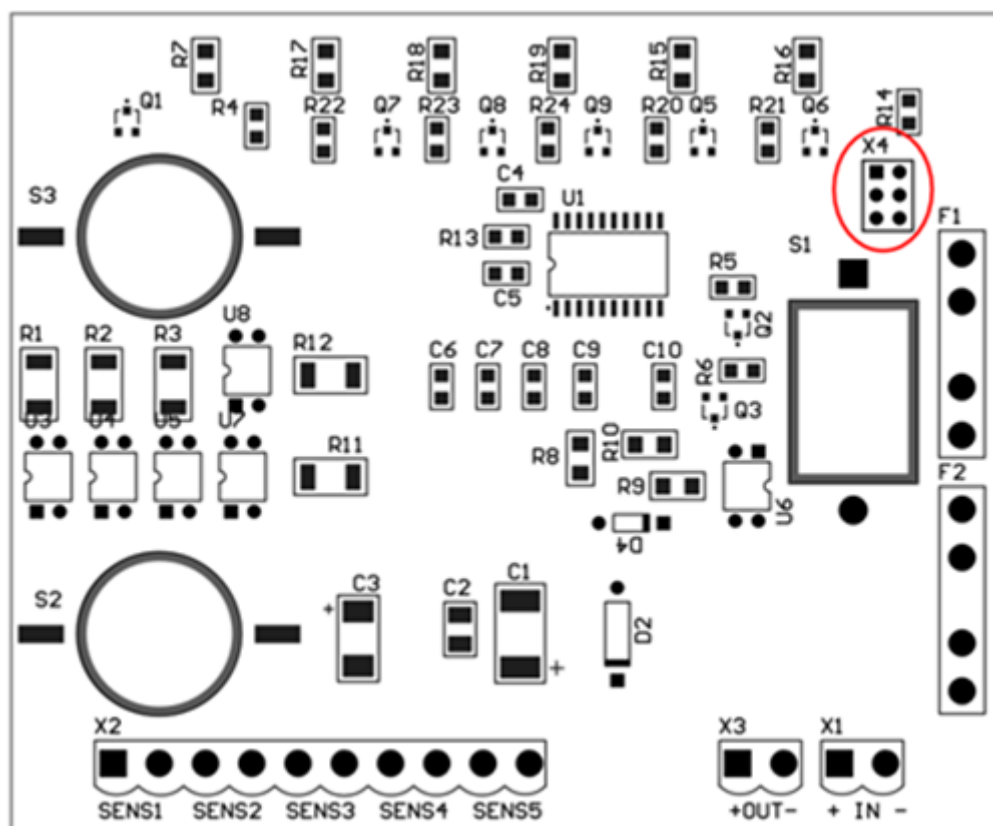 R7 R17 R18 R19 R15 R16
Q1 R4 R22 Q7 R23 Q8 R24 Q9 R20 Q5 R21 Q6 R14
X4
C4
S3 U1
R13 S1 F1
C5 R5
U8 Q2
R1 R2 R3 R12 C6 C7 C8 C9 C10 R6
Q3
U3 U4 U5 U7 R11 R8 R10
R9 U6 F2
D4
S2 C3 C2 C1
+ D2
+
X2 X3 X1
SENS1 SENS2 SENS3 SENS4 SENS5 +OUT- + IN -